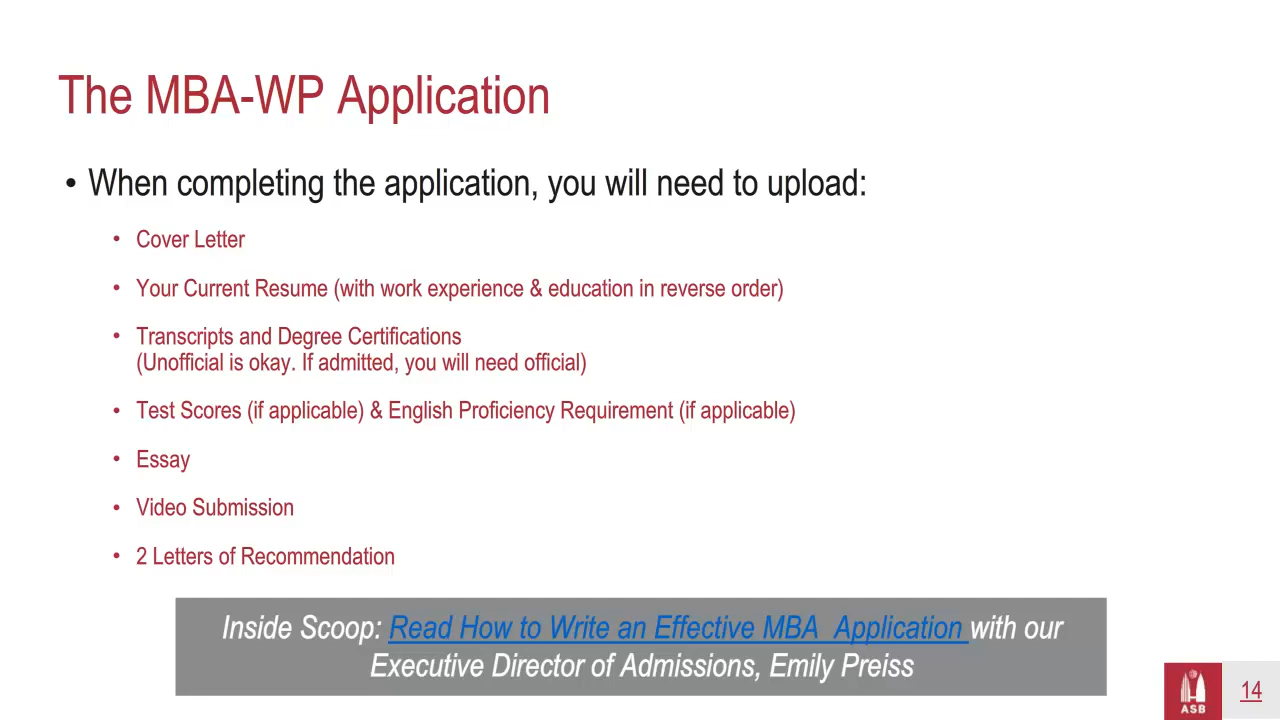 The MBA-WP Application
• When completing the application, you will need to upload:
• Cover Letter
• Your Current Resume (with work experience & education in reverse order)
• Transcripts and Degree Certifications
(Unofficial is okay. If admitted, you will need official)
• Test Scores (if applicable) & English Proficiency Requirement (if applicable)
• Essay
• Video Submission
• 2 Letters of Recommendation
Inside Scoop: Read How to Write an Effective MBA Application with our
Executive Director of Admissions, Emily Preiss
ASB
14